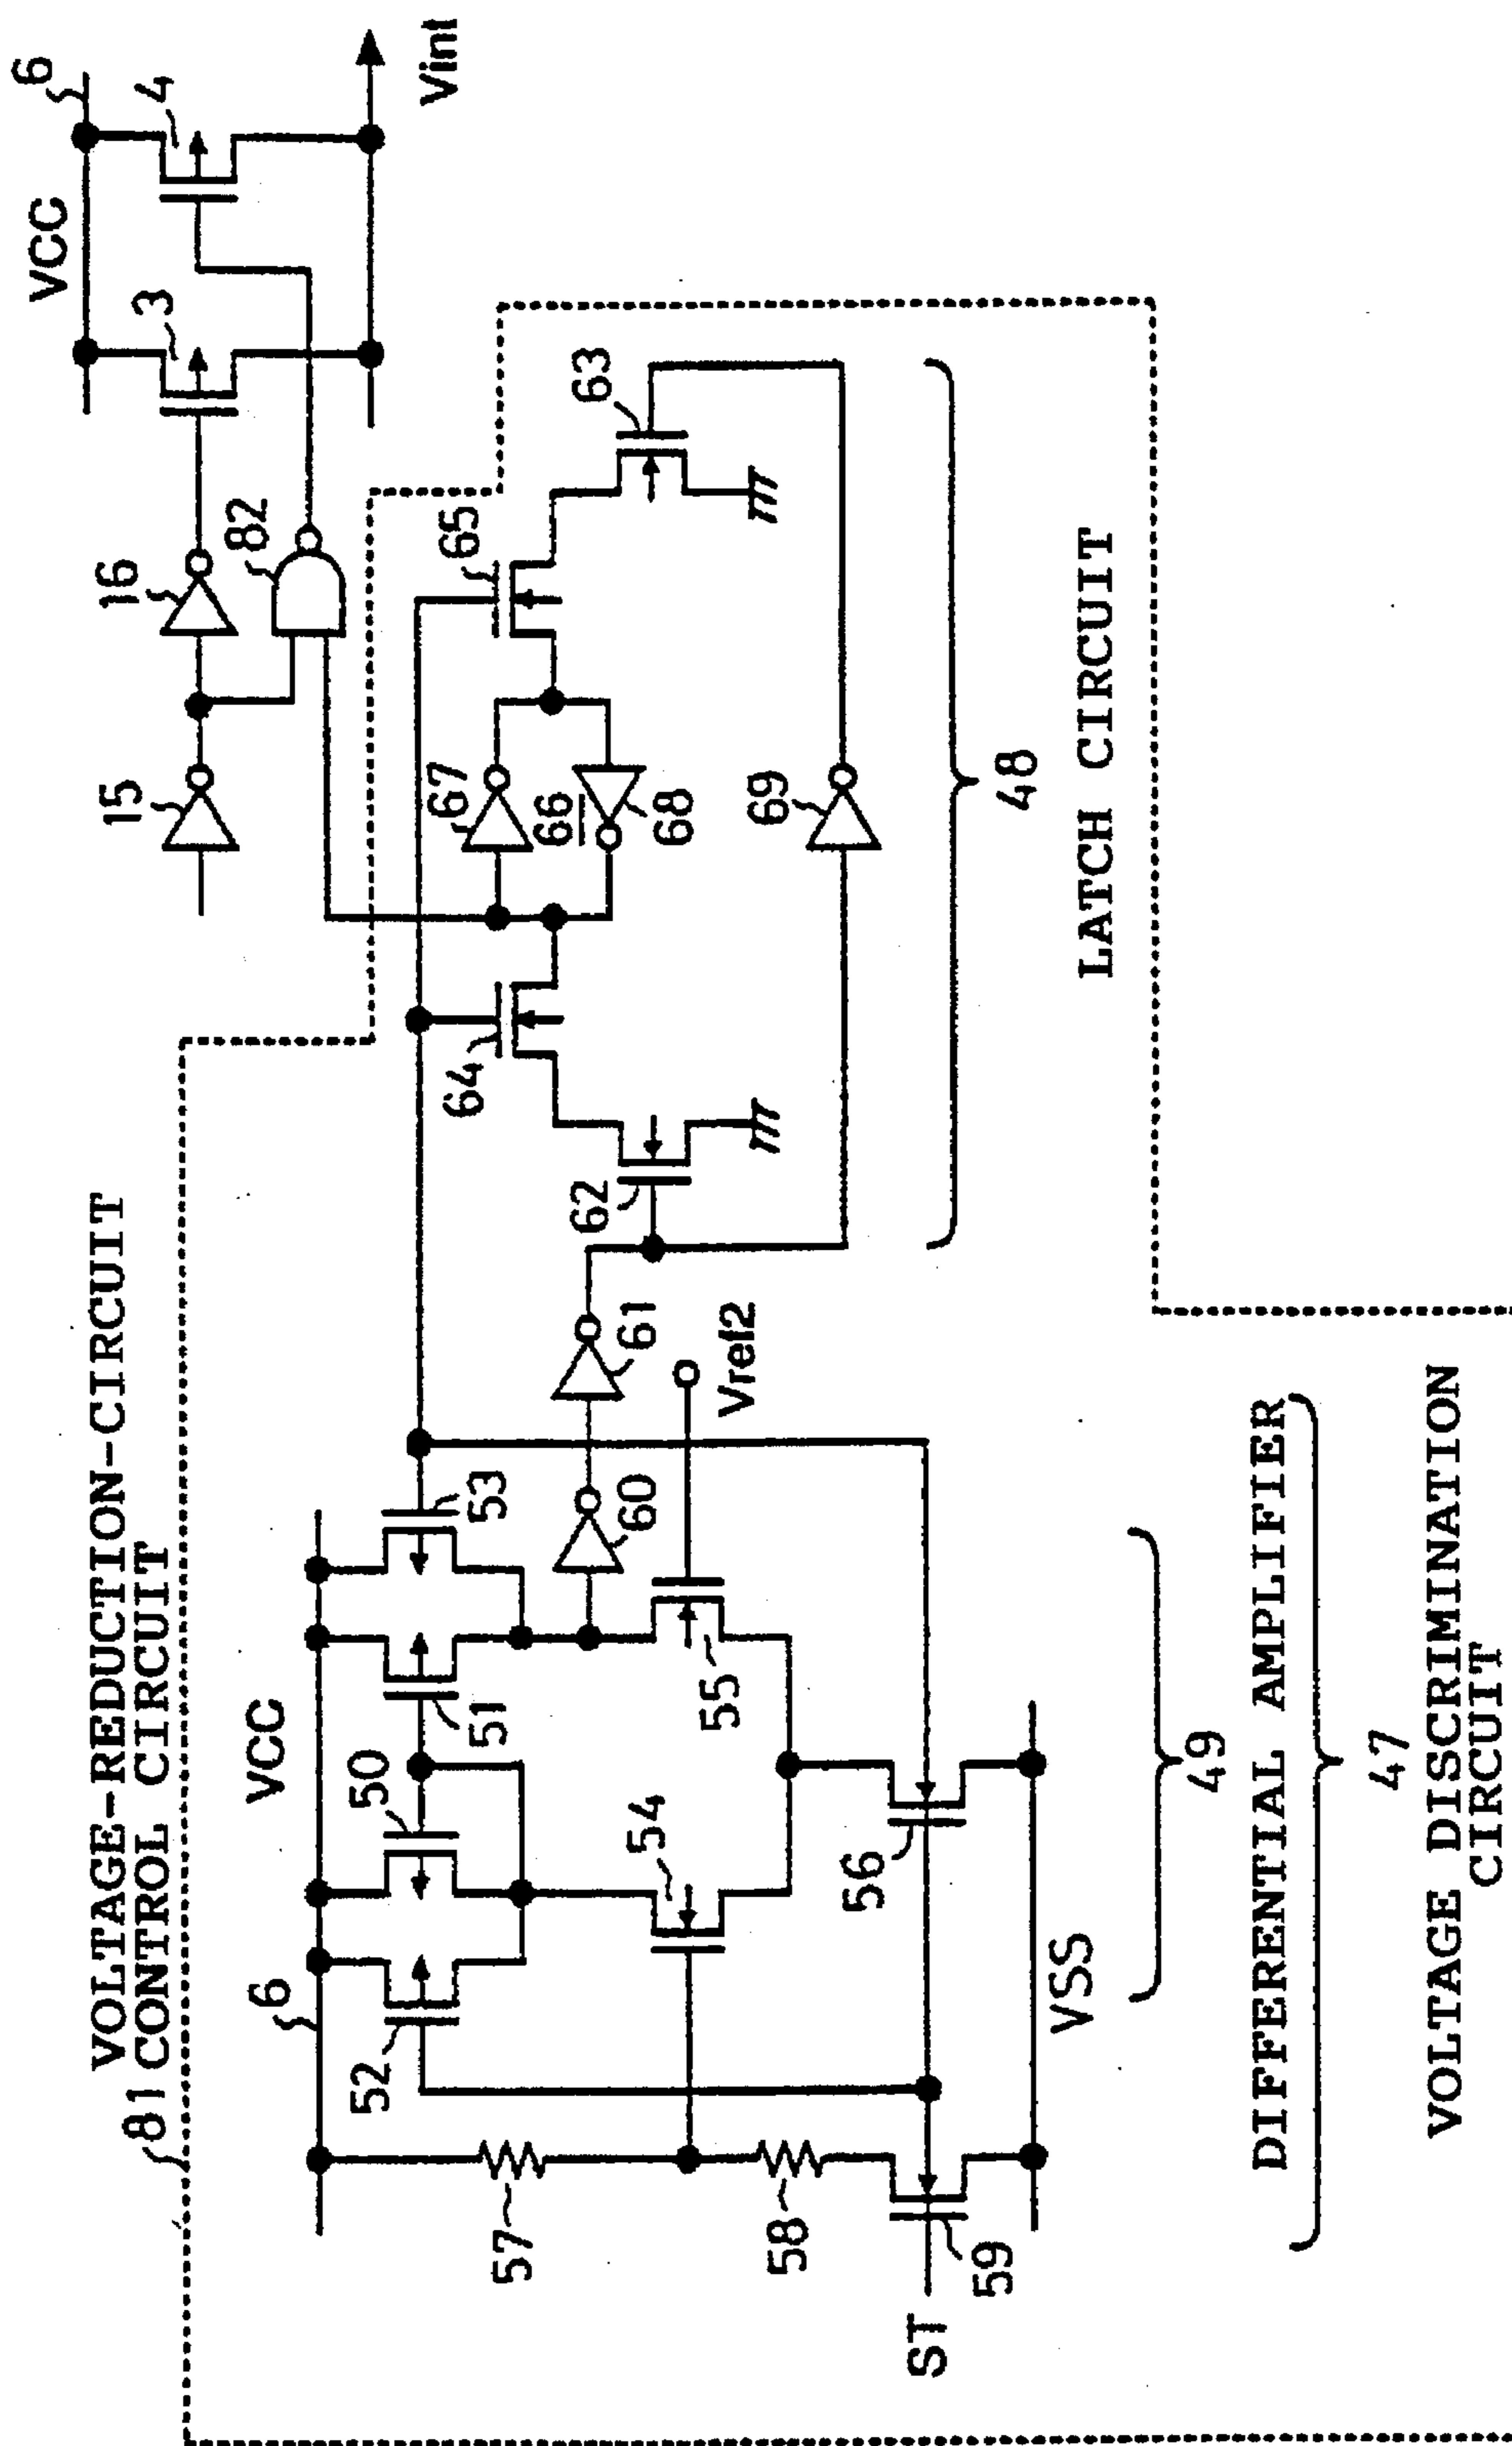 VOLTAGE-REDUCTION-CIRCUIT
81 CONTROL CIRCUIT
VCC
6
3
4
Vint
15
16
82
6
VCC
52
50
51
53
57
54
55
Vref2
60
61
58
56
59
ST
VSS
62
64
65
63
67
66
68
69
48
LATCH CIRCUIT
49
DIFFERENTIAL AMPLIFIER
47
VOLTAGE DISCRIMINATION
CIRCUIT